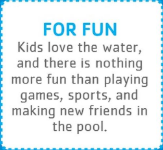 FOR FUN
Kids love the water,
and there is nothing
more fun than playing
games, sports, and
making new friends in
the pool.